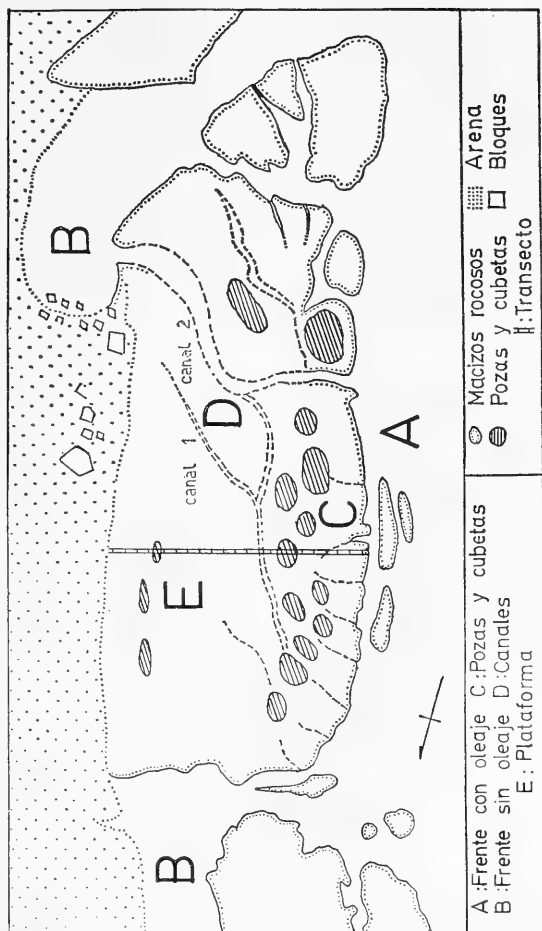 B
B
canal 1
canal 2
D
E
C
A
A :Frente con oleaje C :Pozas y cubetas
B :Frente sin oleaje D :Canales
E : Plataforma
Macizos rocosos Arena
Pozas y cubetas Bloques
:Transecto